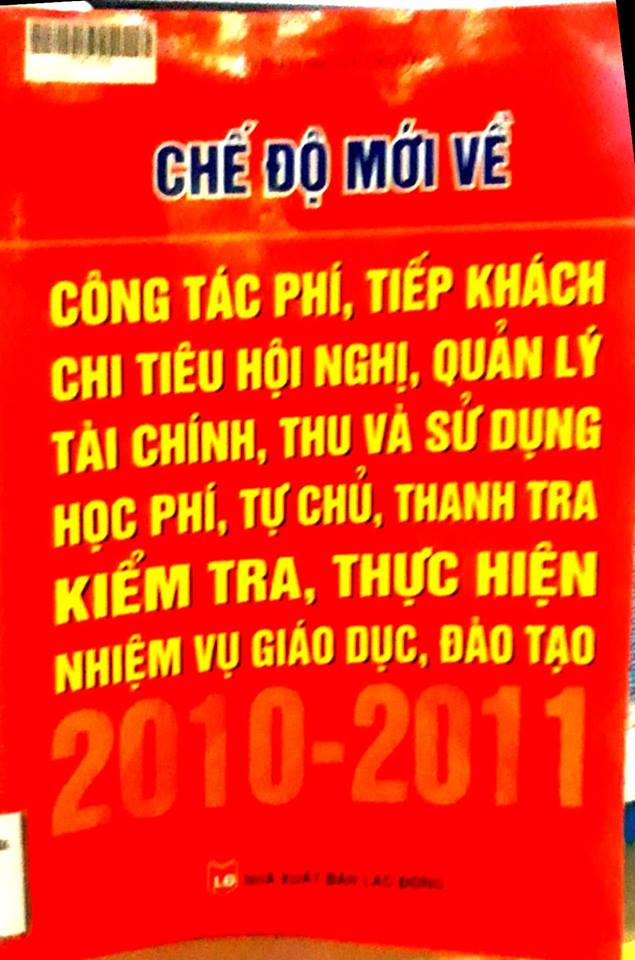 CHẾ ĐỘ MỚI VỀ
CÔNG TÁC PHÍ, TIẾP KHÁCH
CHI TIÊU HỘI NGHỊ, QUẢN LÝ
TÀI CHÍNH, THU VÀ SỬ DỤNG
HỌC PHÍ, TỰ CHỦ, THANH TRA
KIỂM TRA, THỰC HIỆN
NHIỆM VỤ GIÁO DỤC, ĐÀO TẠO
2010-2011
LĐ NHÀ XUẤT BẢN LAO ĐỘNG